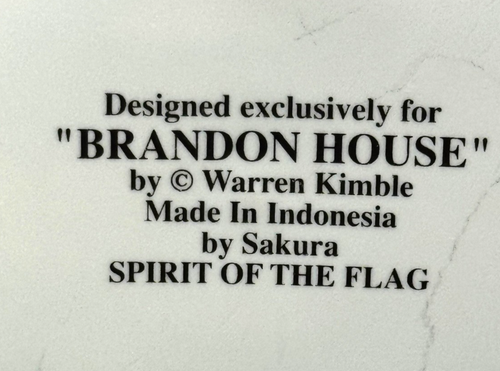 Designed exclusively for
"BRANDON HOUSE"
by © Warren Kimble
Made In Indonesia
by Sakura
SPIRIT OF THE FLAG